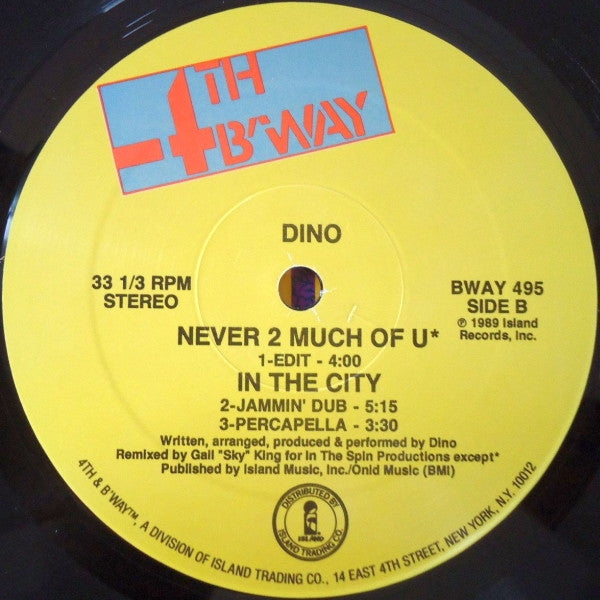 4TH
B'WAY
DINO
33 1/3 RPM
STEREO
BWAY 495
SIDE B
℗ 1989 Island
Records, Inc.
NEVER 2 MUCH OF U*
1-EDIT - 4:00
IN THE CITY
2-JAMMIN' DUB - 5:15
3-PERCAPELLA - 3:30
Written, arranged, produced & performed by Dino
Remixed by Gail "Sky" King for In The Spin Productions except*
Published by Island Music, Inc./Onid Music (BMI)
DISTRIBUTED BY
ISLAND
ISLAND TRADING CO.
4TH & B'WAY™, A DIVISION OF ISLAND TRADING CO., 14 EAST 4TH STREET, NEW YORK, N.Y. 10012